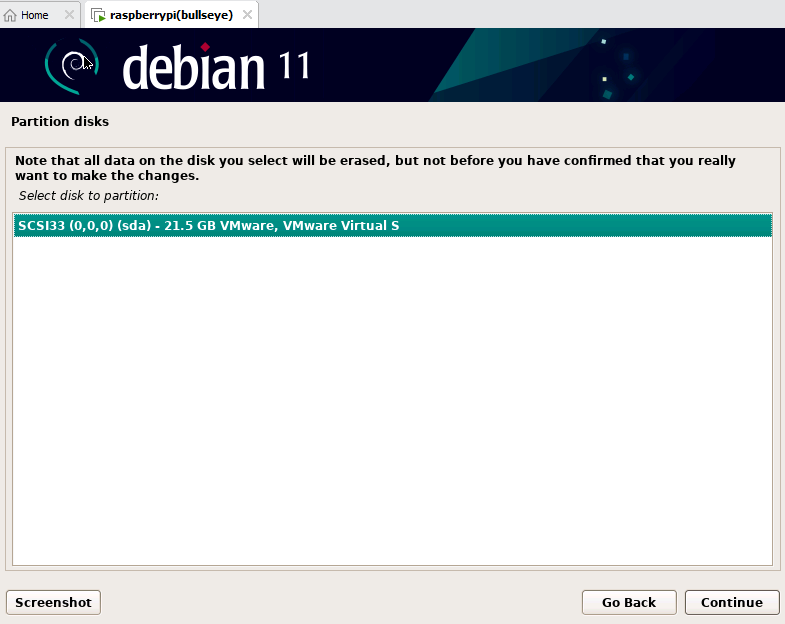 Home
raspberrypi(bullseye)
debian 11
Partition disks
Note that all data on the disk you select will be erased, but not before you have confirmed that you really
want to make the changes.
Select disk to partition:
SCSI33 (0,0,0) (sda) - 21.5 GB VMware, VMware Virtual S
Screenshot
Go Back
Continue